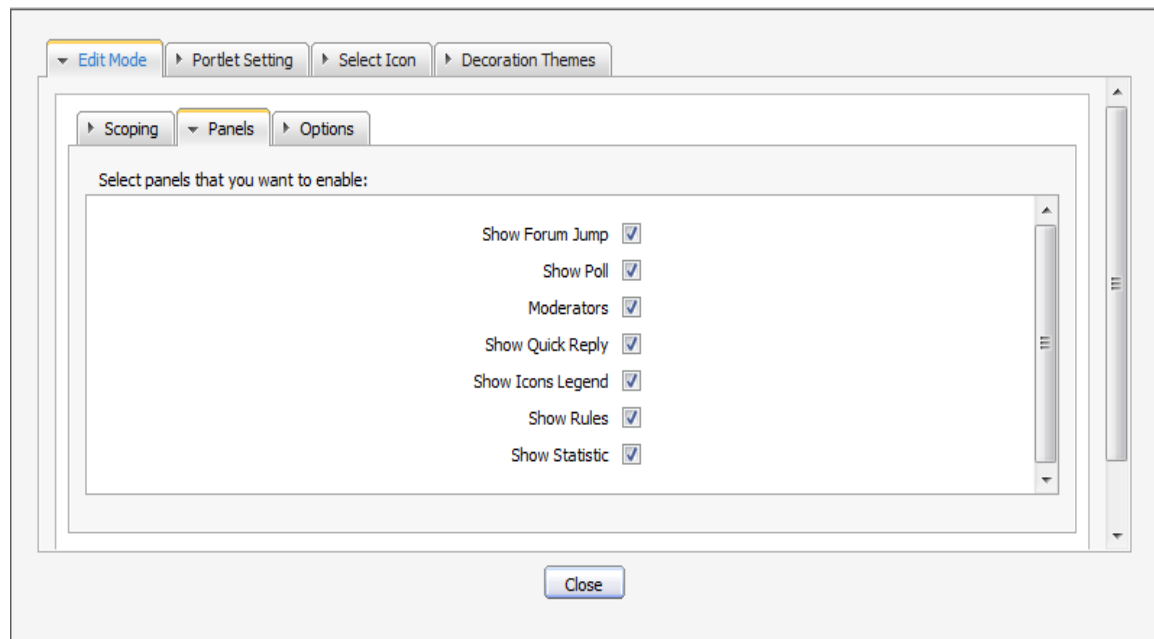 Edit Mode Portlet Setting Select Icon Decoration Themes
Scoping Panels Options
Select panels that you want to enable:
Show Forum Jump
Show Poll
Moderators
Show Quick Reply
Show Icons Legend
Show Rules
Show Statistic
Close